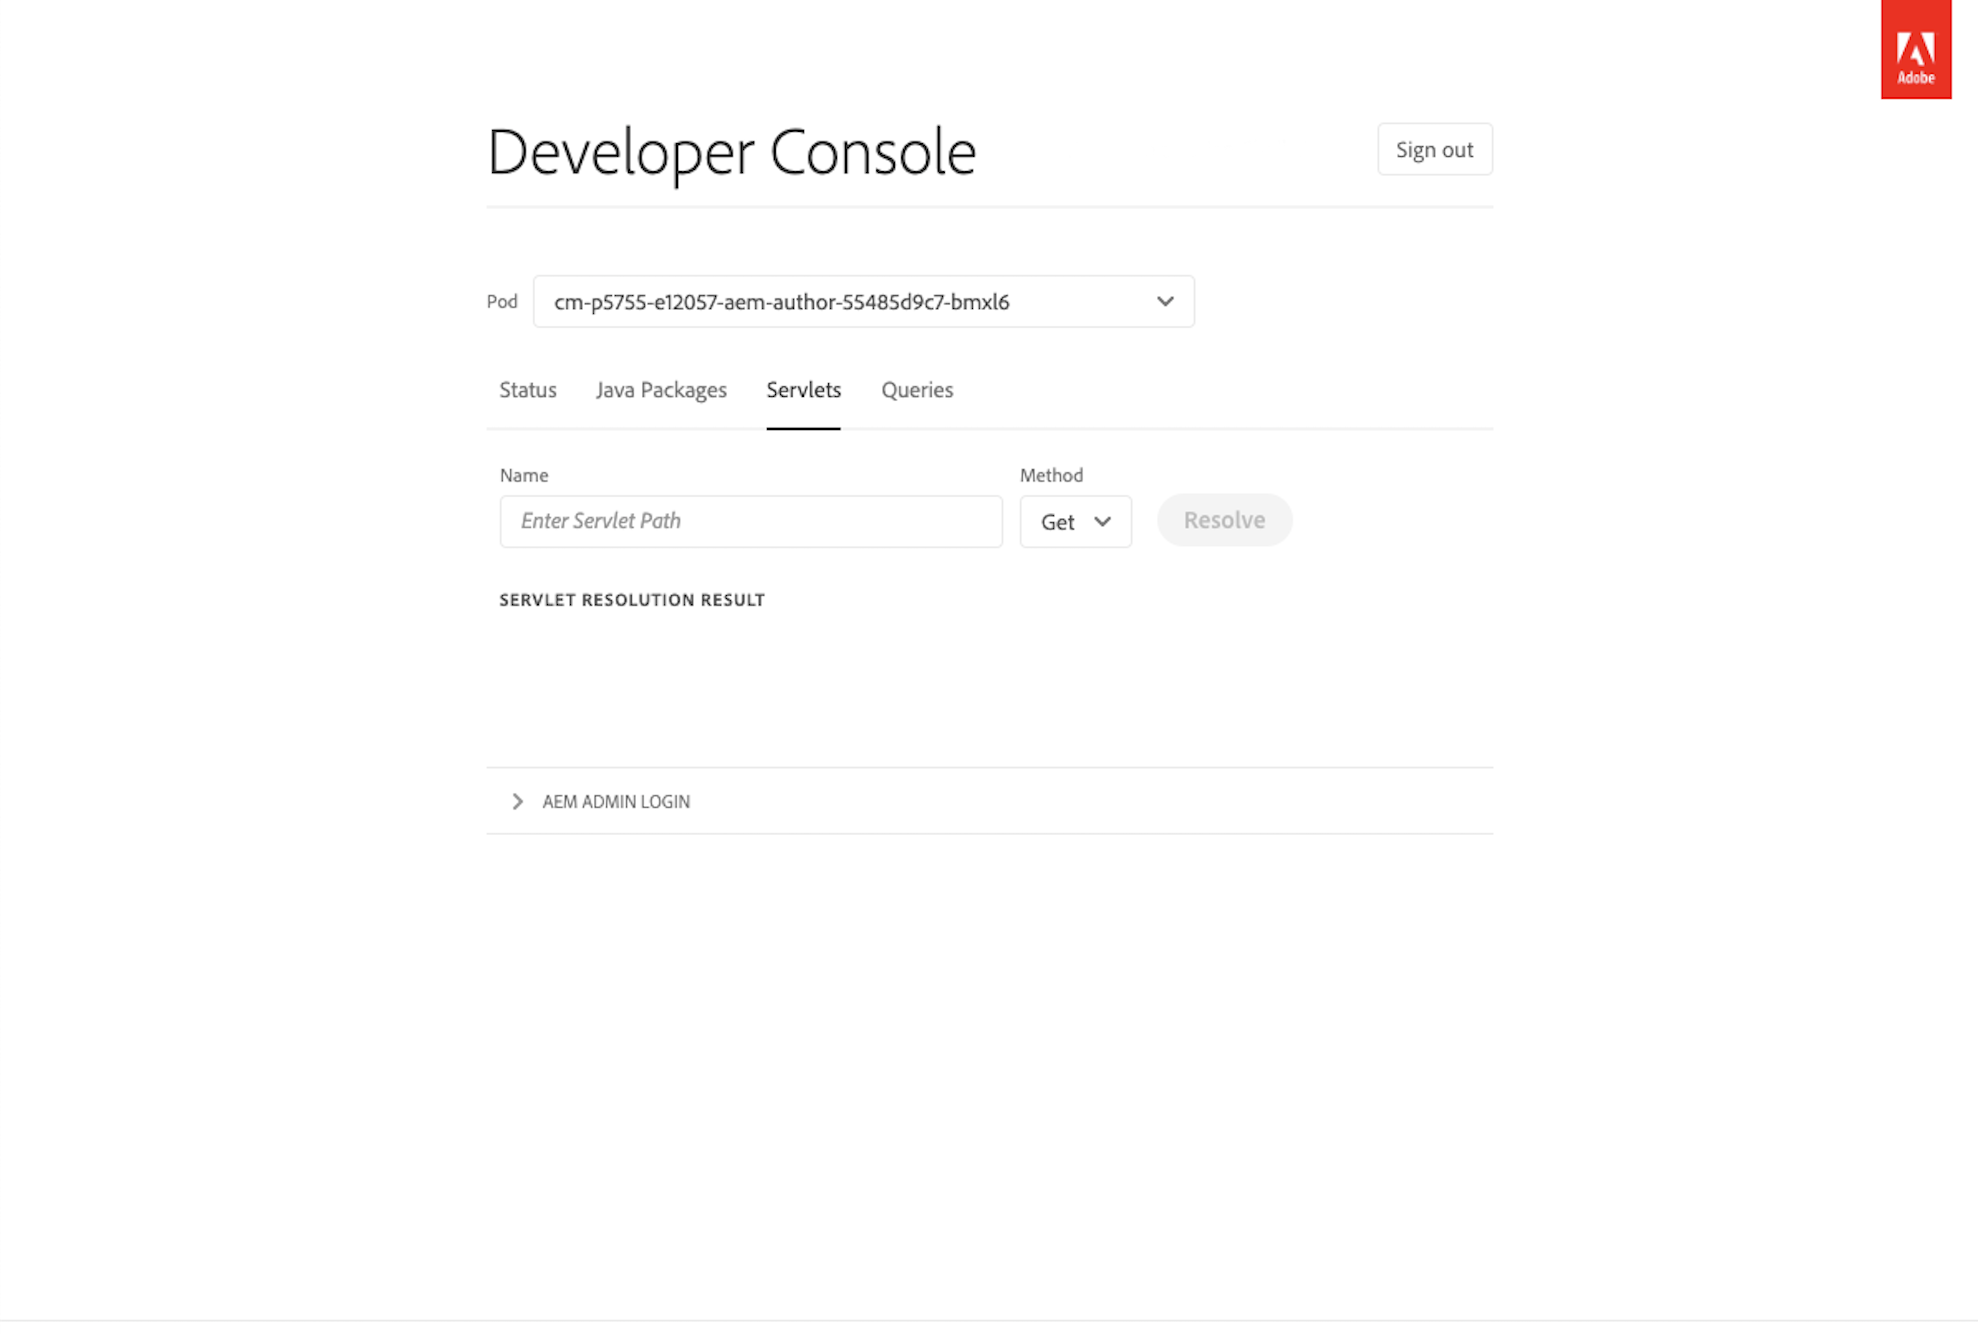 Adobe
Developer Console
Sign out
Pod
cm-p5755-e12057-aem-author-55485d9c7-bmxl6
Status Java Packages Servlets Queries
Name Method
Enter Servlet Path Get Resolve
SERVLET RESOLUTION RESULT
AEM ADMIN LOGIN